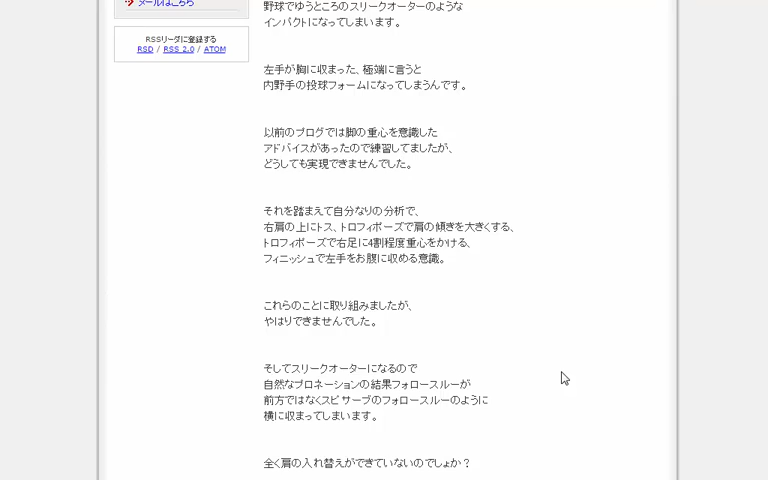 メールはこちら
RSSリーダに登録する
RSD / RSS 2.0 / ATOM
野球でゆうところのスリークオーターのような
インパクトになってしまいます。
左手が胸に収まった、極端に言うと
内野手の投球フォームになってしまうんです。
以前のブログでは脚の重心を意識した
アドバイスがあったので練習してましたが、
どうしても実現できませんでした。
それを踏まえて自分なりの分析で、
右肩の上にトス、トロフィポーズで肩の傾きを大きくする、
トロフィポーズで右足に4割程度重心をかける、
フィニッシュで左手をお腹に収める意識。
これらのことに取り組みましたが、
やはりできませんでした。
そしてスリークオーターになるので
自然なプロネーションの結果フォロースルーが
前方ではなくスピサーブのフォロースルーのように
横に収まってしまいます。
全く肩の入れ替えができていないのでしょか？